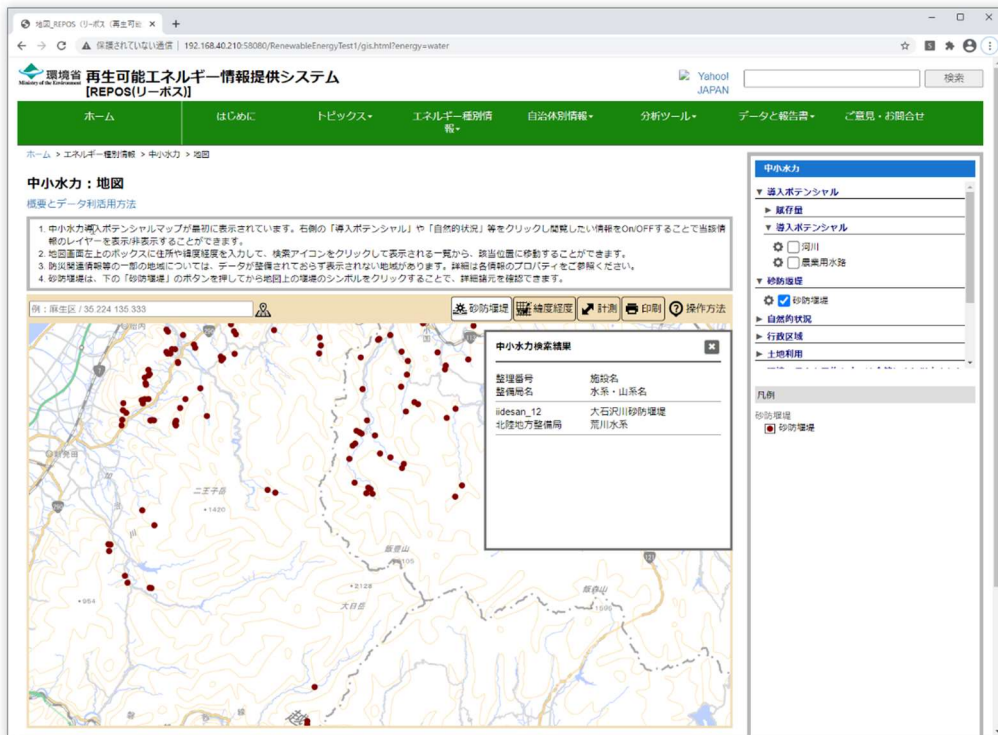 地図_REPOS（リーポス（再生可能
保護されていない通信 | 192.168.40.210:58080/RenewableEnergyTest1/gis.html?energy=water
環境省 再生可能エネルギー情報提供システム
Ministry of the Environment
[REPOS(リーポス)]
Yahoo!
JAPAN
検索
ホーム
はじめに
トピックス
エネルギー種別情報
自治体別情報
分析ツール
データと報告書
ご意見・お問合せ
ホーム > エネルギー種別情報 > 中小水力 > 地図
中小水力：地図
概要とデータ利活用方法
1. 中小水力導入ポテンシャルマップが最初に表示されています。右側の「導入ポテンシャル」や「自然的状況」等をクリックし閲覧したい情報をOn/OFFすることで当該情
報のレイヤーを表示/非表示することができます。
2. 地図画面左上のボックスに住所や緯度経度を入力して、検索アイコンをクリックして表示される一覧から、該当位置に移動することができます。
3. 防災関連情報等の一部の地域については、データが整備されておらず表示されない地域があります。詳細は各情報のプロパティをご参照ください。
4. 砂防堰堤は、下の「砂防堰堤」のボタンを押してから地図上の堰堤のシンボルをクリックすることで、詳細諸元を確認できます。
例：麻生区 / 35 224 135 333
砂防堰堤
緯度経度
計測
印刷
操作方法
中小水力検索結果
整理番号 施設名
整備局名 水系・山系名
iidesan_12 大石沢川砂防堰堤
北陸地方整備局 荒川水系
二王子岳
1420
飯豊山
2105
2128
大日岳
飯森山
1595
964
121
中小水力
導入ポテンシャル
賦存量
導入ポテンシャル
河川
農業用水路
砂防堰堤
砂防堰堤
自然的状況
行政区域
土地利用
凡例
砂防堰堤
砂防堰堤